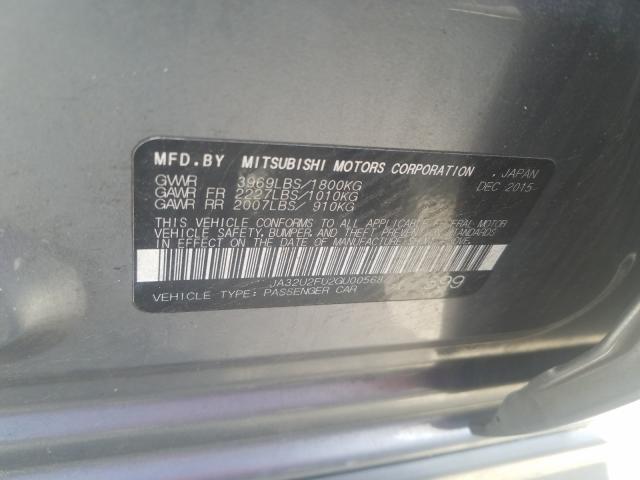 MFD.BY MITSUBISHI MOTORS CORPORATION , JAPAN
GVWR 3969LBS/1800KG DEC 2015
GAWR FR 2227LBS/1010KG
GAWR RR 2007LBS/ 910KG
THIS VEHICLE CONFORMS TO ALL APPLICABLE FEDERAL MOTOR
VEHICLE SAFETY, BUMPER, AND THEFT PREVENTION STANDARDS
IN EFFECT ON THE DATE OF MANUFACTURE SHOWN ABOVE.
VEHICLE TYPE: PASSENGER CAR